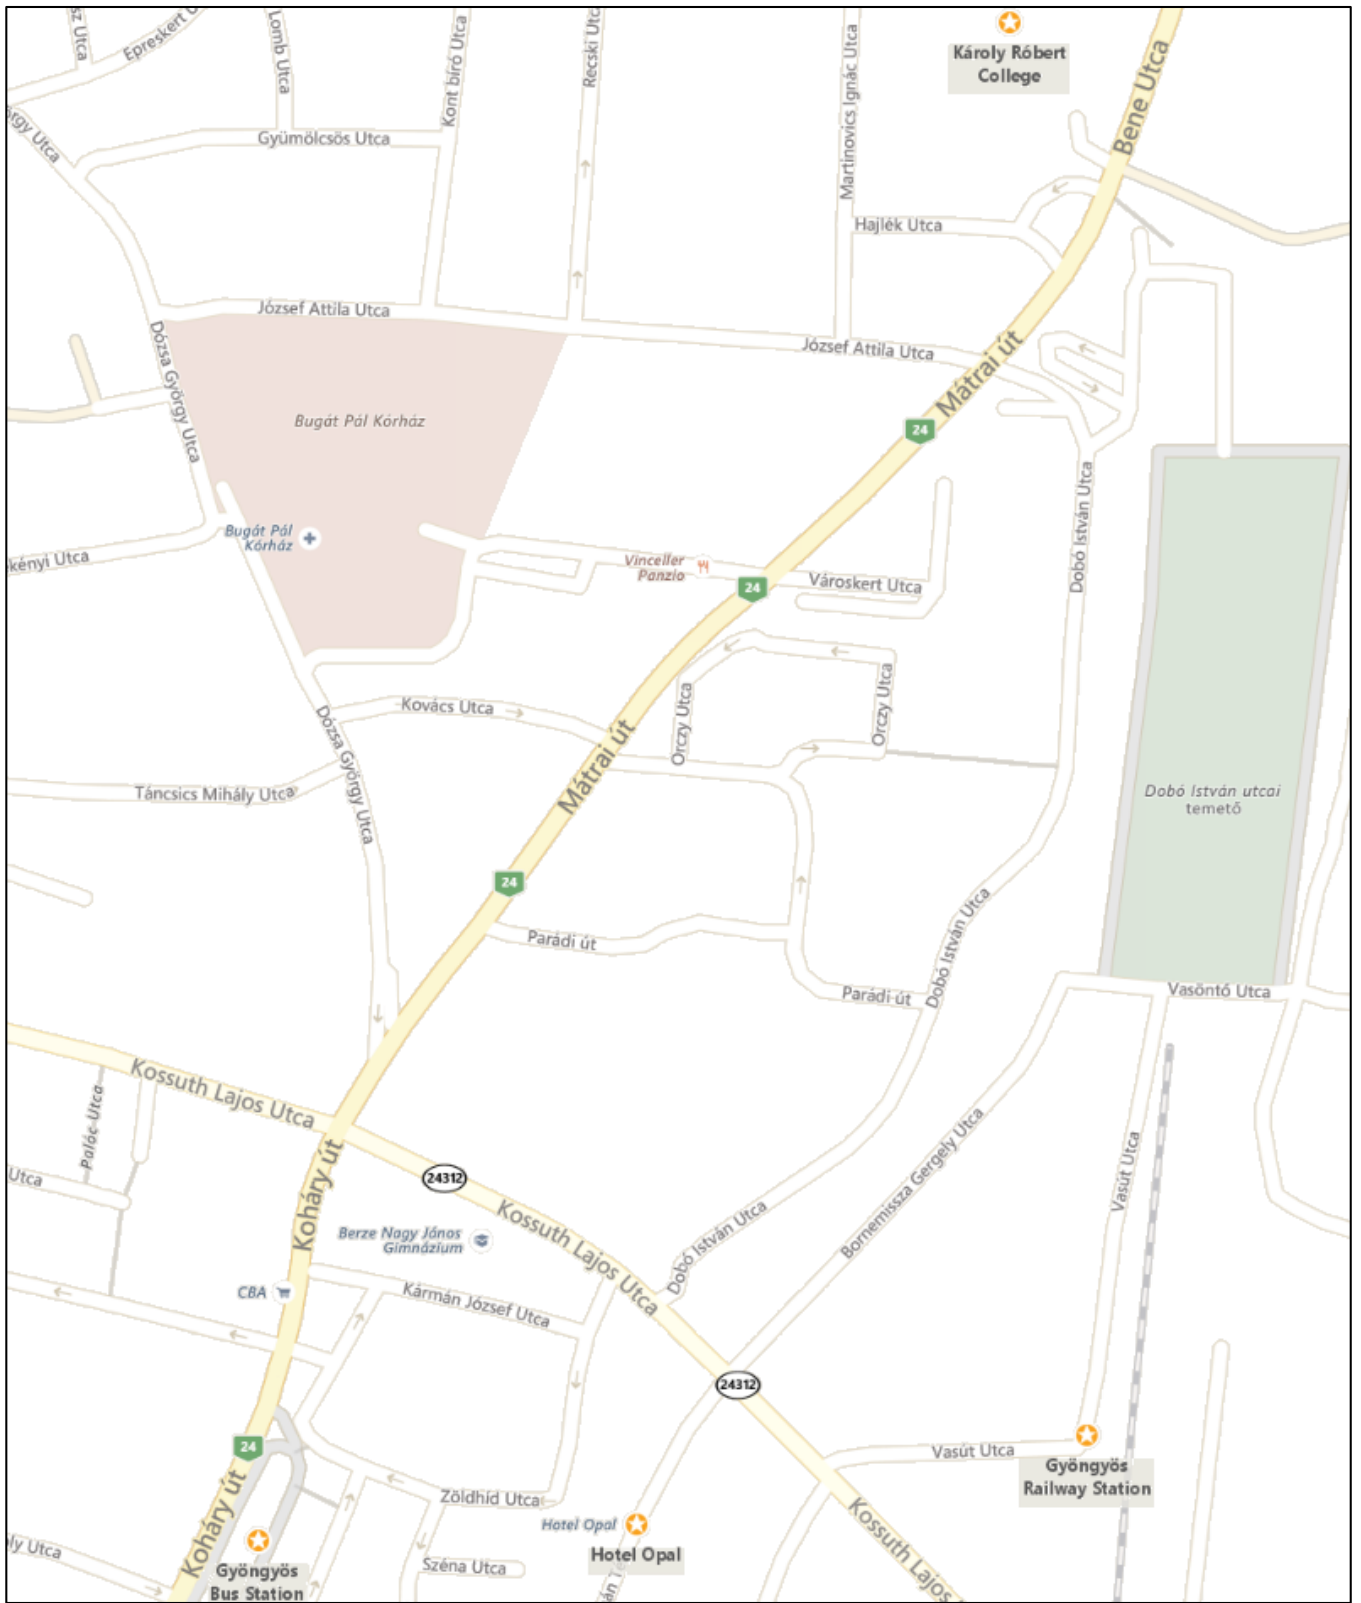 Epreskert
Lomb Utca
Kont bíró Utca
Recski
Martinovics Ignác Utca
Károly Róbert
College
Bene Utca
Utca
Gyümölcsös Utca
Hajlék Utca
József Attila Utca
József Attila Utca
Mátrai út
Dózsa György Utca
Bugát Pál Kórház
24
Dobó István Utca
Bugát Pál
Kórház
Utca
Vinceller
Panzio
24
Városkert Utca
Kovács Utca
Orczy Utca
Orczy Utca
Dózsa György Utca
Mátrai út
Táncsics Mihály Utca
Dobó István utcai
temető
24
Parádi út
Dobó István Utca
Parádi út
Vasöntő Utca
Kossuth Lajos Utca
Palóc Utca
Utca
Koháry út
24312
Kossuth Lajos Utca
Bornemissza Gergely Utca
Vasút Utca
Berze Nagy János
Gimnázium
Dobó István Utca
CBA
Kármán József Utca
24312
24
Koháry út
Vasút Utca
Gyöngyös
Railway Station
Zöldhíd Utca
Hotel Opal
Hotel Opal
Kossuth Lajos
Utca
Széna Utca
Gyöngyös
Bus Station